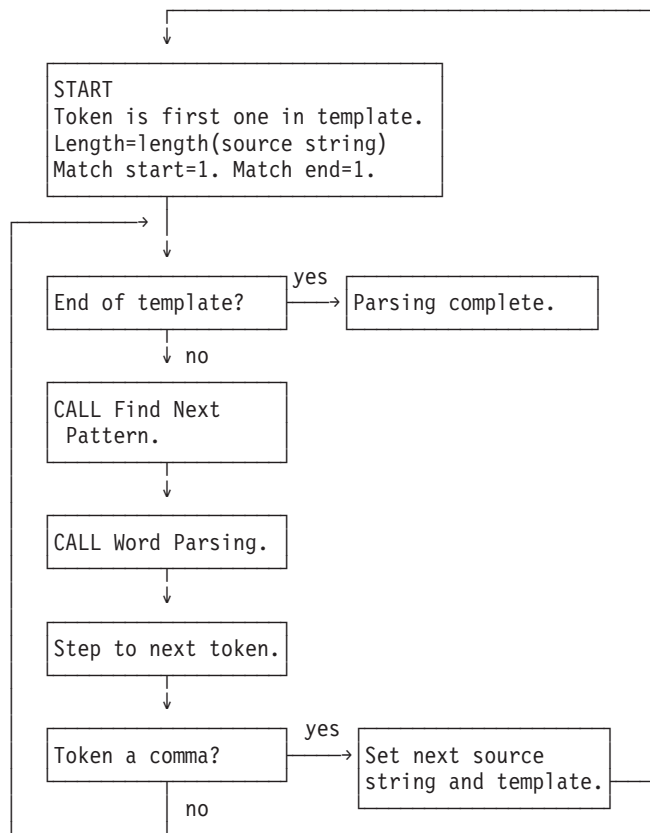 START
Token is first one in template.
Length=length(source string)
Match start=1. Match end=1.
yes
End of template?
Parsing complete.
no
CALL Find Next
Pattern.
CALL Word Parsing.
Step to next token.
yes
Token a comma?
Set next source
string and template.
no